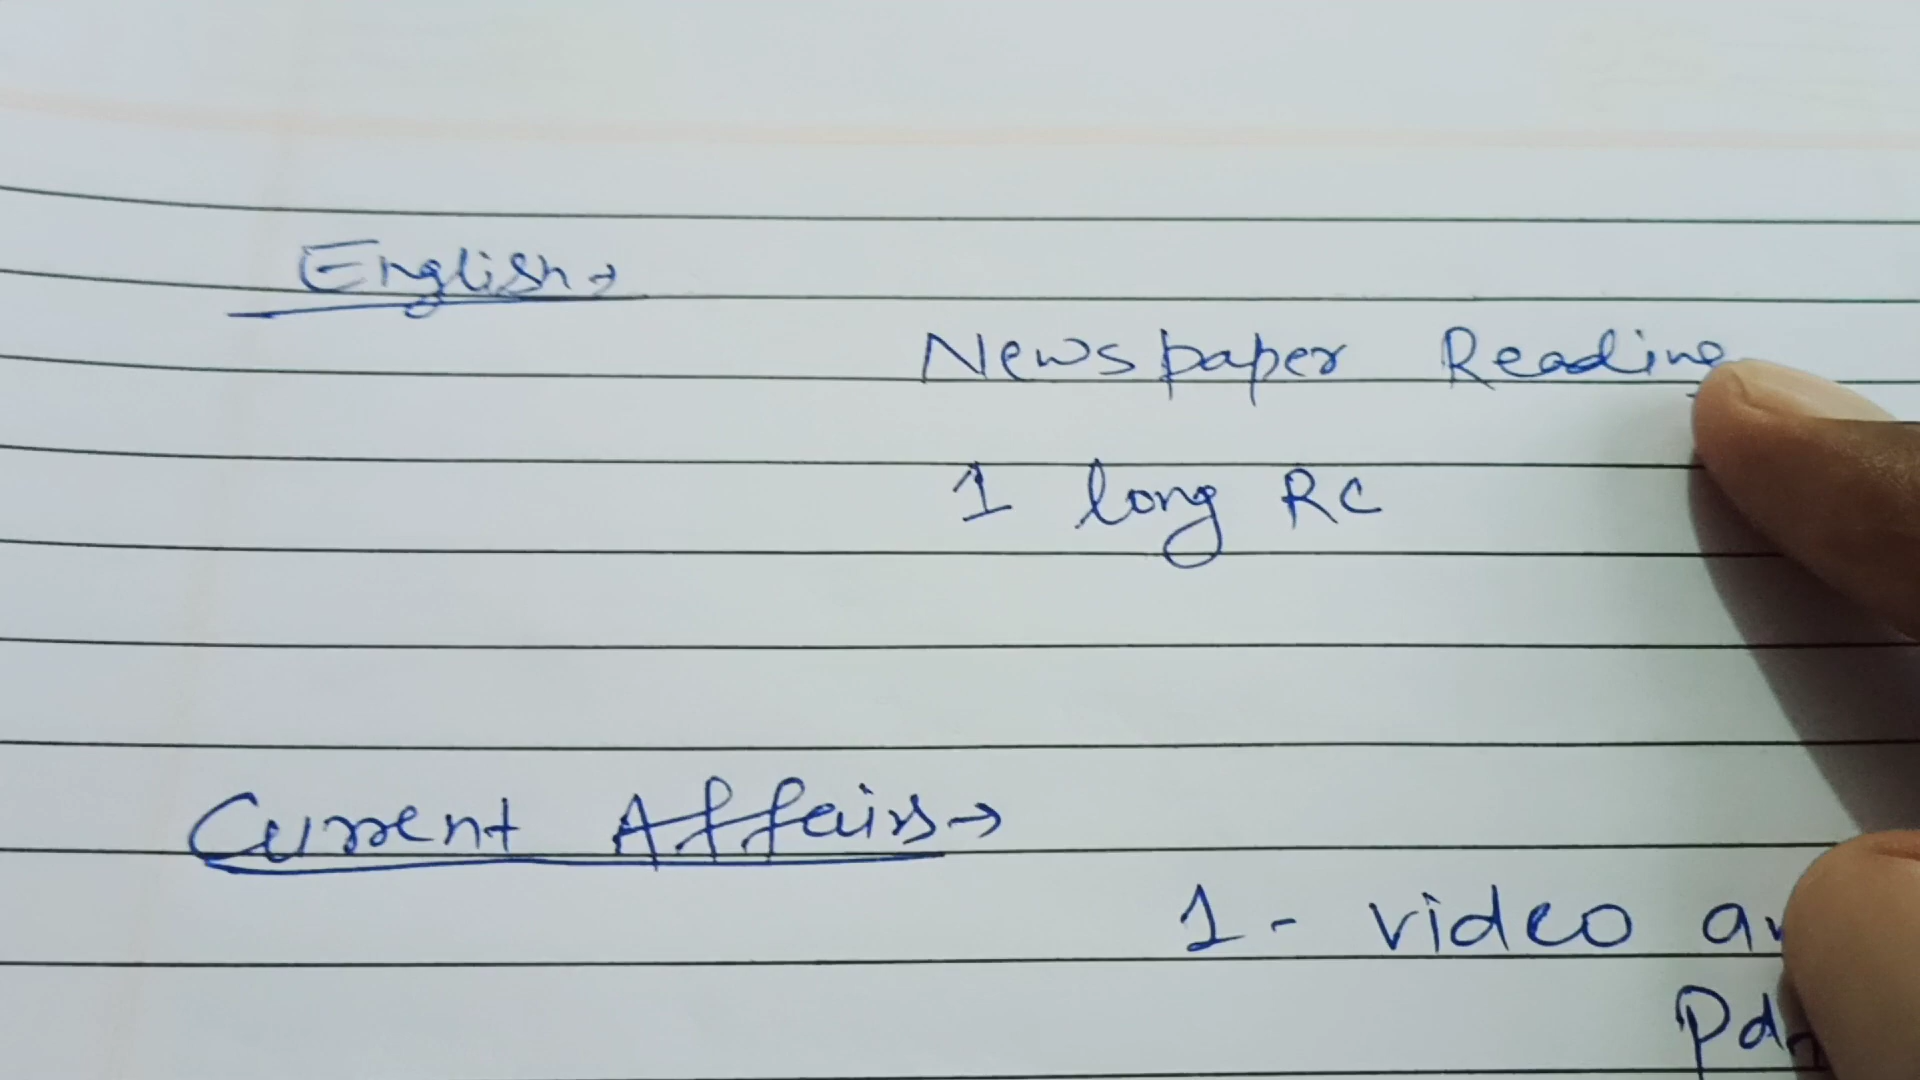 English →
Newspaper Reading
1 long RC
Current Affairs →
1 - video